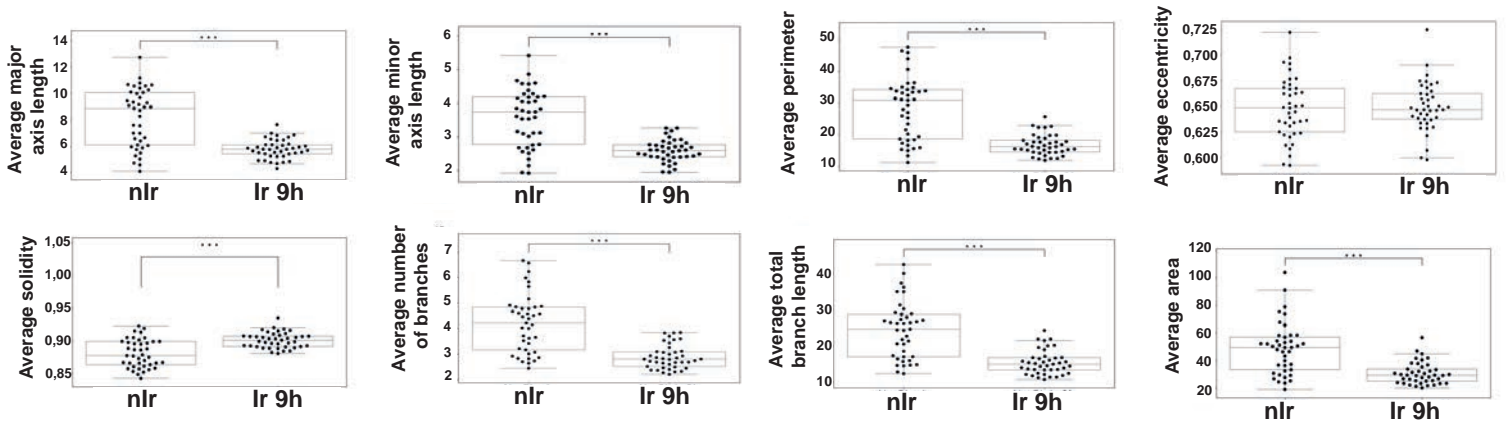 Average major
axis length
14
12
10
8
6
4
***
nIr
Ir 9h
Average minor
axis length
6
5
4
3
2
***
nIr
Ir 9h
Average perimeter
50
40
30
20
10
***
nIr
Ir 9h
Average eccentricity
0,725
0,700
0,675
0,650
0,625
0,600
nIr
Ir 9h
Average solidity
1,05
1,00
0,95
0,90
0,85
***
nIr
Ir 9h
Average number
of branches
7
6
5
4
3
2
***
nIr
Ir 9h
Average total
branch length
40
30
20
10
***
nIr
Ir 9h
Average area
120
100
80
60
40
20
***
nIr
Ir 9h